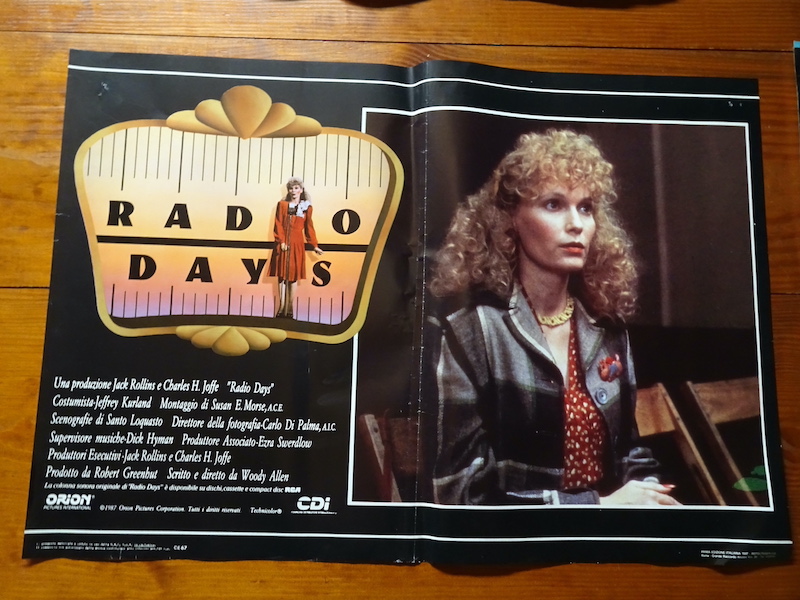 RADIO
DAYS
Una produzione Jack Rollins e Charles H. Joffe "Radio Days"
Costumista-Jeffrey Kurland Montaggio di Susan E. Morse, A.C.E.
Scenografie di Santo Loquasto Direttore della fotografia-Carlo Di Palma, A.I.C.
Supervisore musiche-Dick Hyman Produttore Associato-Ezra Swerdlow
Produttori Esecutivi-Jack Rollins e Charles H. Joffe
Prodotto da Robert Greenhut Scritto e diretto da Woody Allen
La colonna sonora originale di "Radio Days" è disponibile su dischi, cassette e compact disc RCA
ORION
PICTURES INTERNATIONAL
©1987 Orion Pictures Corporation. Tutti i diritti riservati
Technicolor®
CDi